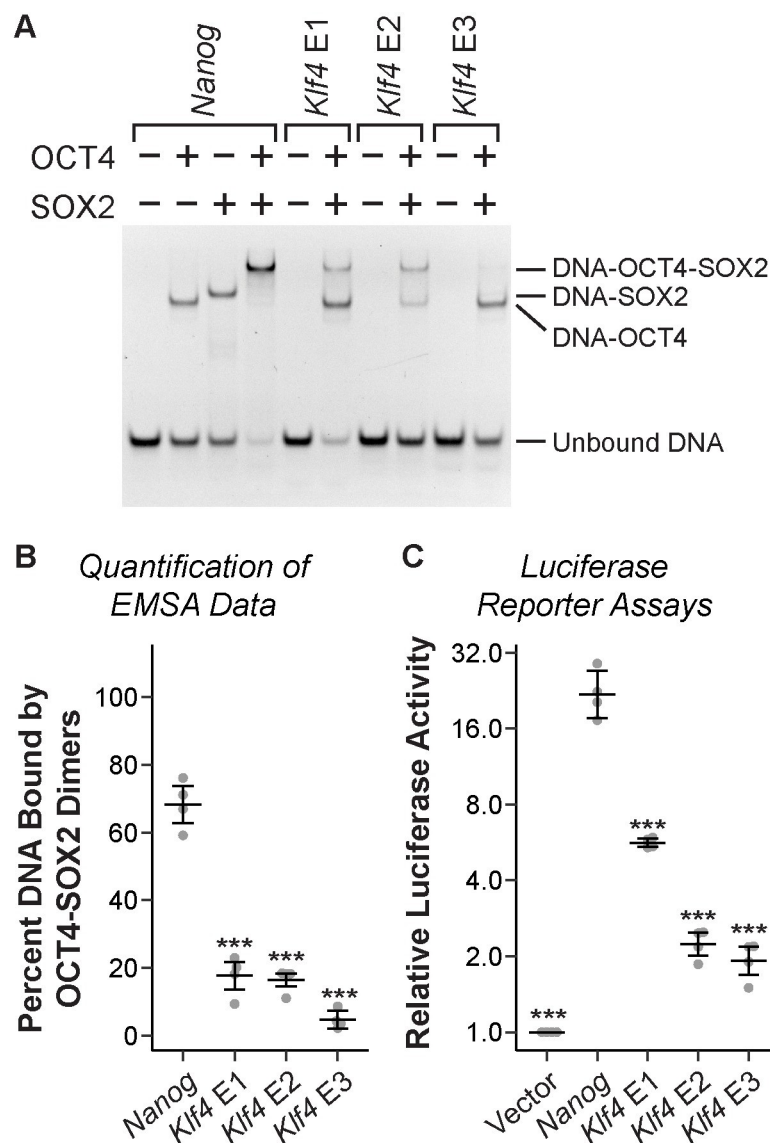 A
Nanog
Klf4 E1
Klf4 E2
Klf4 E3
OCT4 − + − + − + − + − +
SOX2 − − + + − + − + − +
DNA-OCT4-SOX2
DNA-SOX2
DNA-OCT4
Unbound DNA
B
Quantification of
EMSA Data
Percent DNA Bound by
OCT4-SOX2 Dimers
100
80
60
40
20
0
***
***
***
Nanog
Klf4 E1
Klf4 E2
Klf4 E3
C
Luciferase
Reporter Assays
Relative Luciferase Activity
32.0
16.0
8.0
4.0
2.0
1.0
***
***
***
***
Vector
Nanog
Klf4 E1
Klf4 E2
Klf4 E3